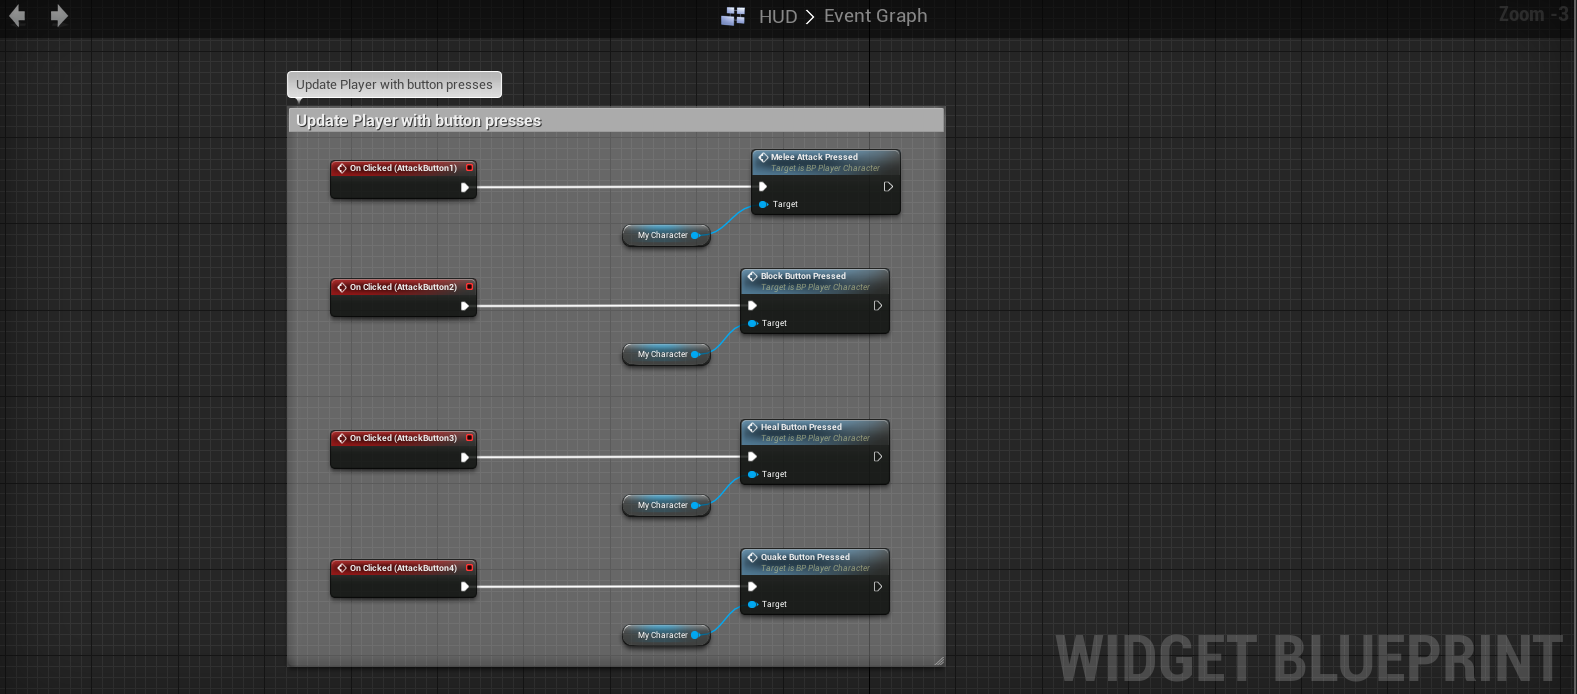 HUD > Event Graph
Zoom -3
Update Player with button presses
Update Player with button presses
On Clicked (AttackButton1)
Melee Attack Pressed
Target is BP Player Character
Target
My Character
On Clicked (AttackButton2)
Block Button Pressed
Target is BP Player Character
Target
My Character
On Clicked (AttackButton3)
Heal Button Pressed
Target is BP Player Character
Target
My Character
On Clicked (AttackButton4)
Quake Button Pressed
Target is BP Player Character
Target
My Character
WIDGET BLUEPRINT